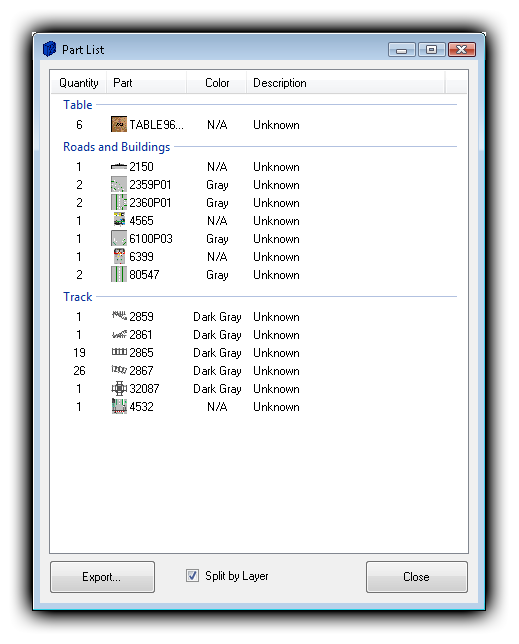 Part List
Quantity Part Color Description
Table
6 TABLE96... N/A Unknown
Roads and Buildings
1 2150 N/A Unknown
2 2359P01 Gray Unknown
2 2360P01 Gray Unknown
1 4565 N/A Unknown
1 6100P03 Gray Unknown
1 6399 N/A Unknown
2 80547 Gray Unknown
Track
1 2859 Dark Gray Unknown
1 2861 Dark Gray Unknown
19 2865 Dark Gray Unknown
26 2867 Dark Gray Unknown
1 32087 Dark Gray Unknown
1 4532 N/A Unknown
Export... Split by Layer Close